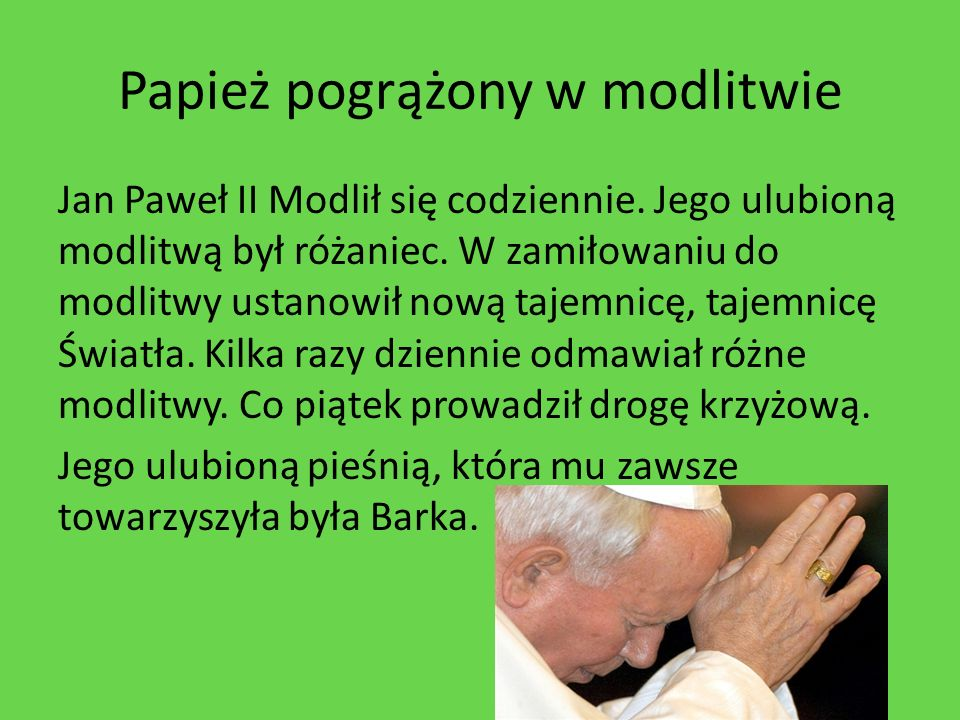 Papież pogrążony w modlitwie
Jan Paweł II Modlił się codziennie. Jego ulubioną
modlitwą był różaniec. W zamiłowaniu do
modlitwy ustanowił nową tajemnicę, tajemnicę
Światła. Kilka razy dziennie odmawiał różne
modlitwy. Co piątek prowadził drogę krzyżową.
Jego ulubioną pieśnią, która mu zawsze
towarzyszyła była Barka.